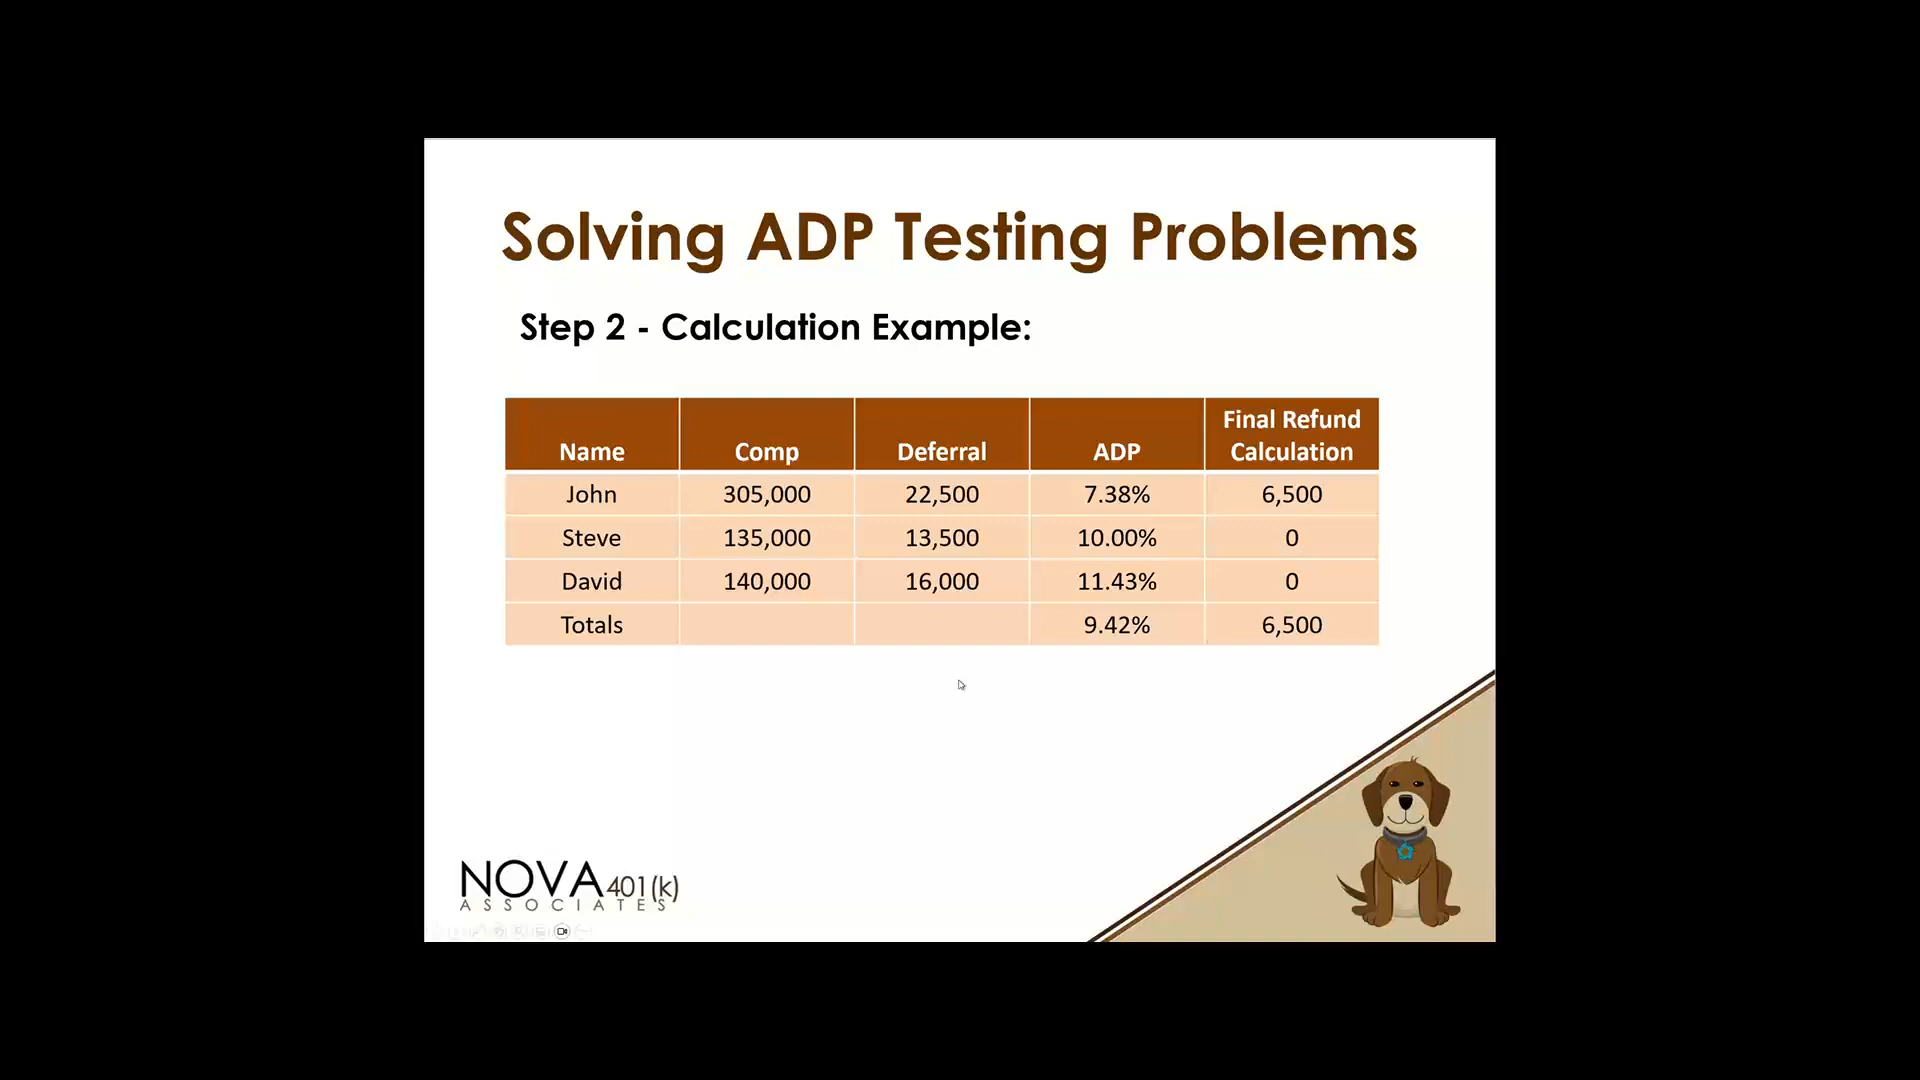 Solving ADP Testing Problems
Step 2 - Calculation Example:
Name Comp Deferral ADP Final Refund Calculation
John 305,000 22,500 7.38% 6,500
Steve 135,000 13,500 10.00% 0
David 140,000 16,000 11.43% 0
Totals 9.42% 6,500
NOVA 401(k)
ASSOCIATES